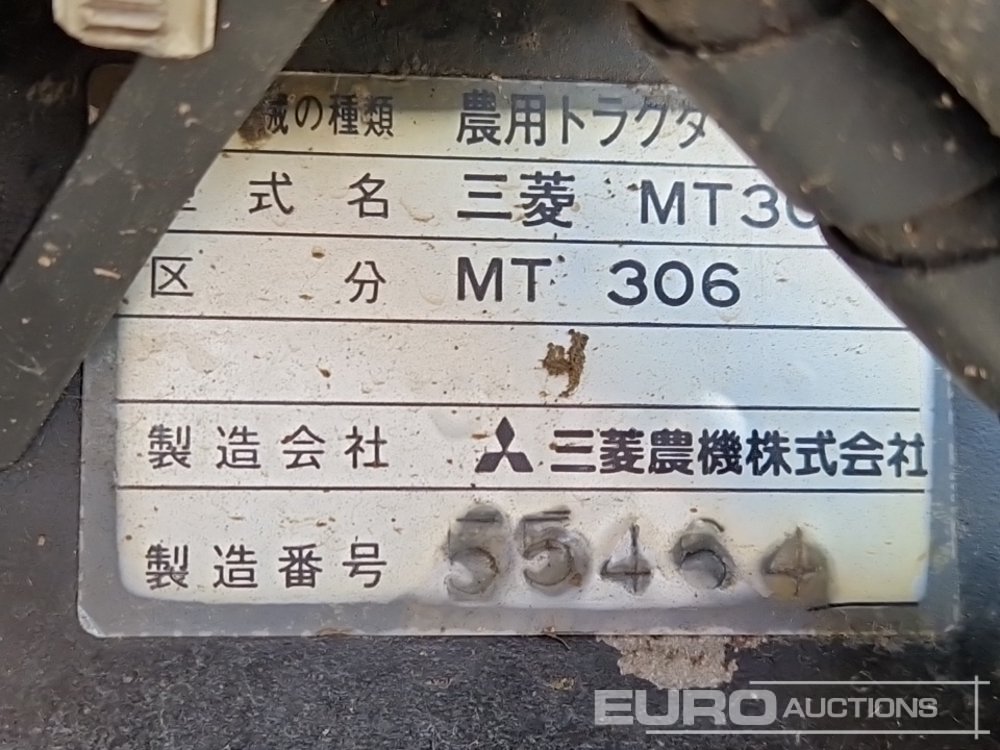 械の種類 農用トラクタ
式名 三菱 MT30
区分 MT 306
製造会社 三菱農機株式会社
製造番号 55464
EURO AUCTIONS